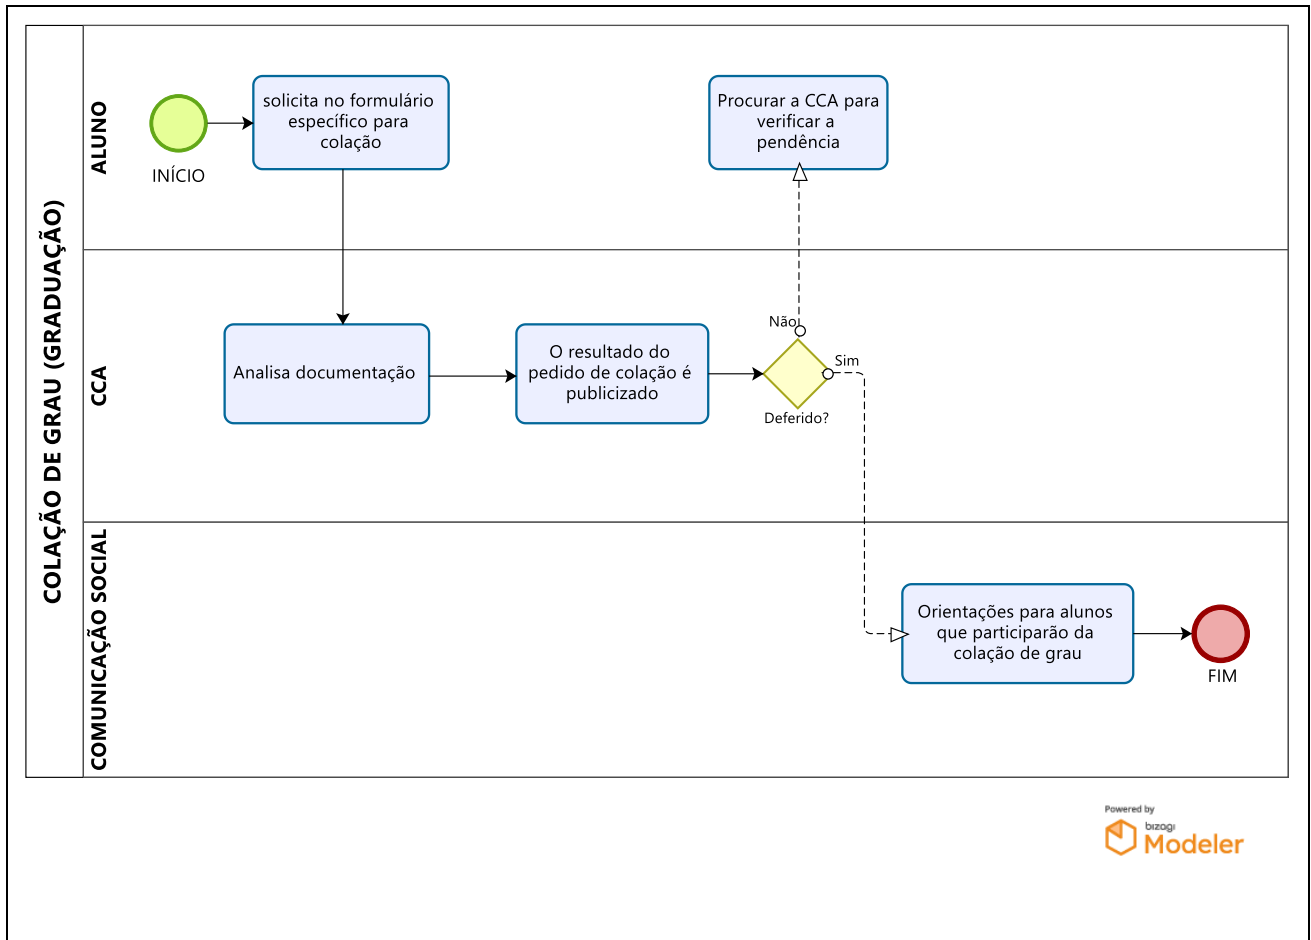 COLAÇÃO DE GRAU (GRADUAÇÃO)
ALUNO
INÍCIO
solicita no formulário
específico para
colação
Procurar a CCA para
verificar a
pendência
CCA
Analisa documentação
O resultado do
pedido de colação é
publicizado
Não
Sim
Deferido?
COMUNICAÇÃO SOCIAL
Orientações para alunos
que participarão da
colação de grau
FIM
Powered by
bizagi
Modeler